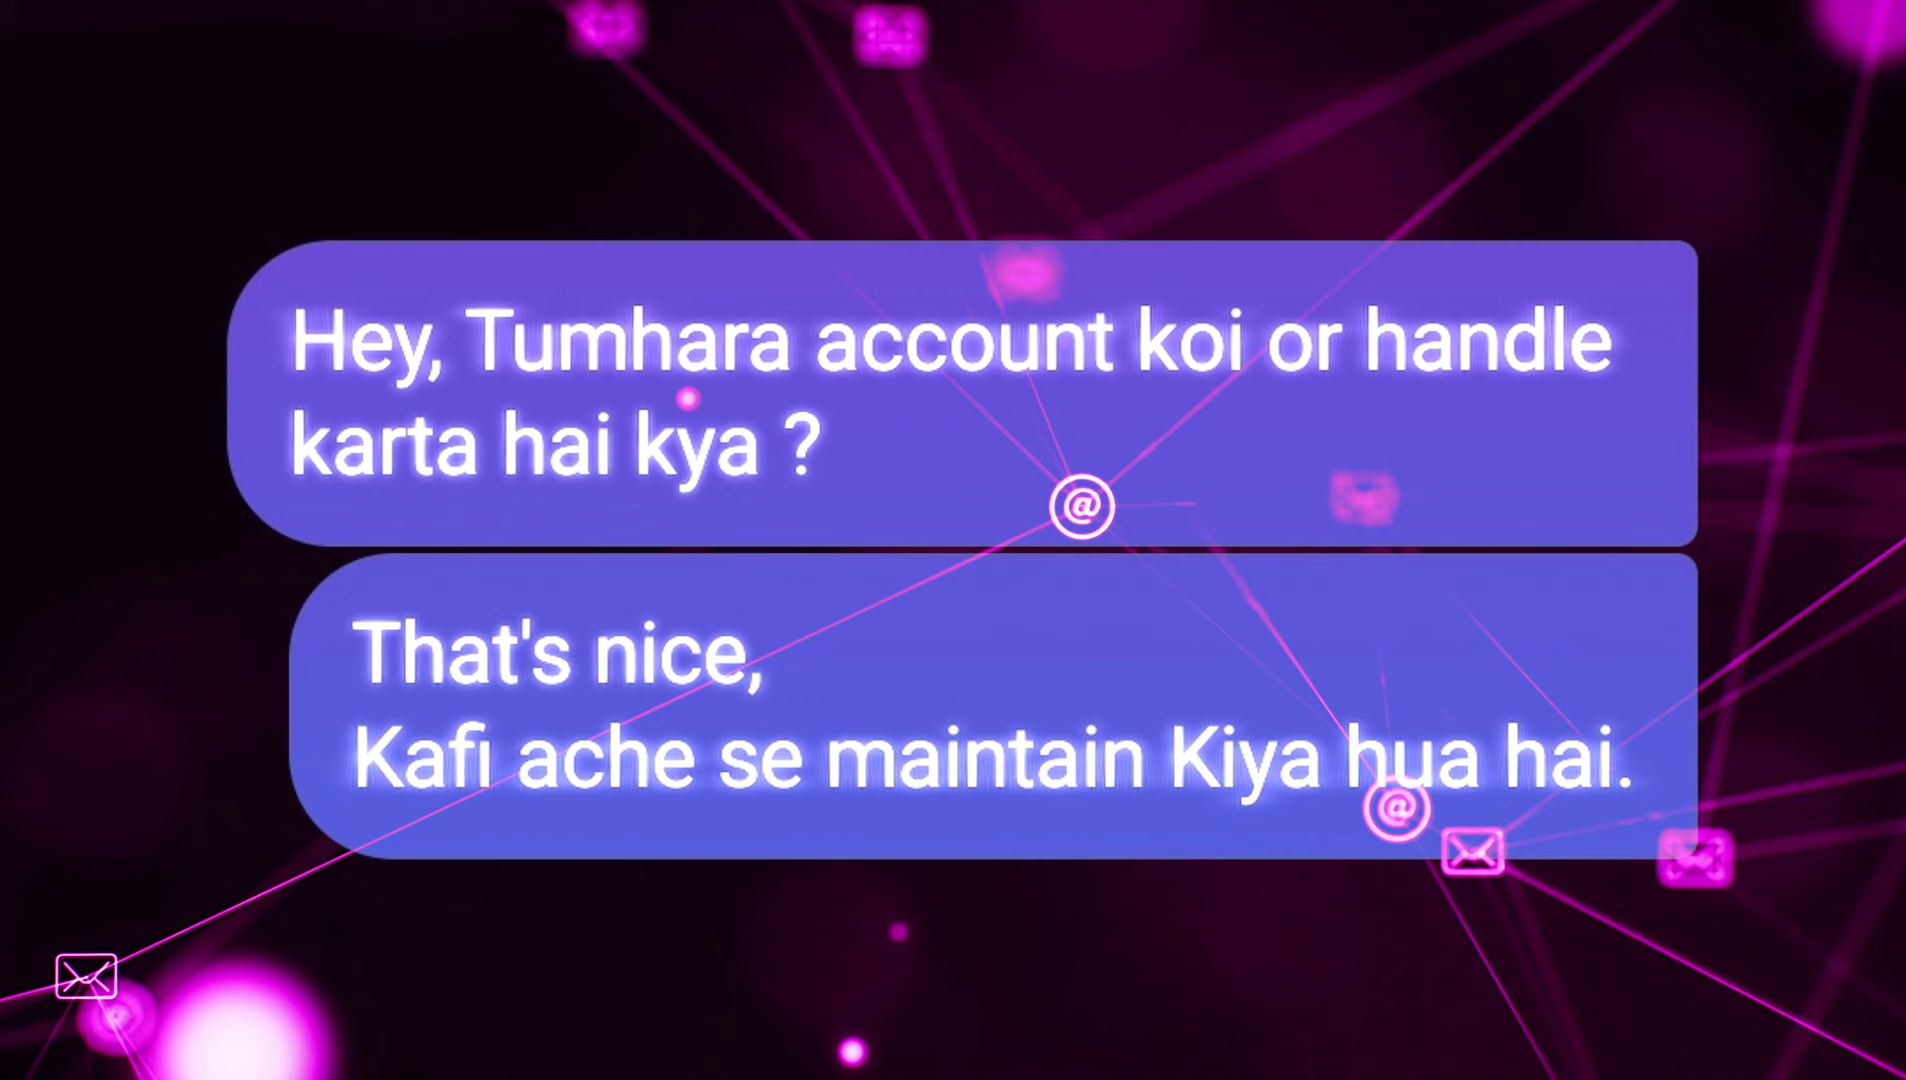 Hey, Tumhara account koi or handle
karta hai kya ?
That's nice,
Kafi ache se maintain Kiya hua hai.